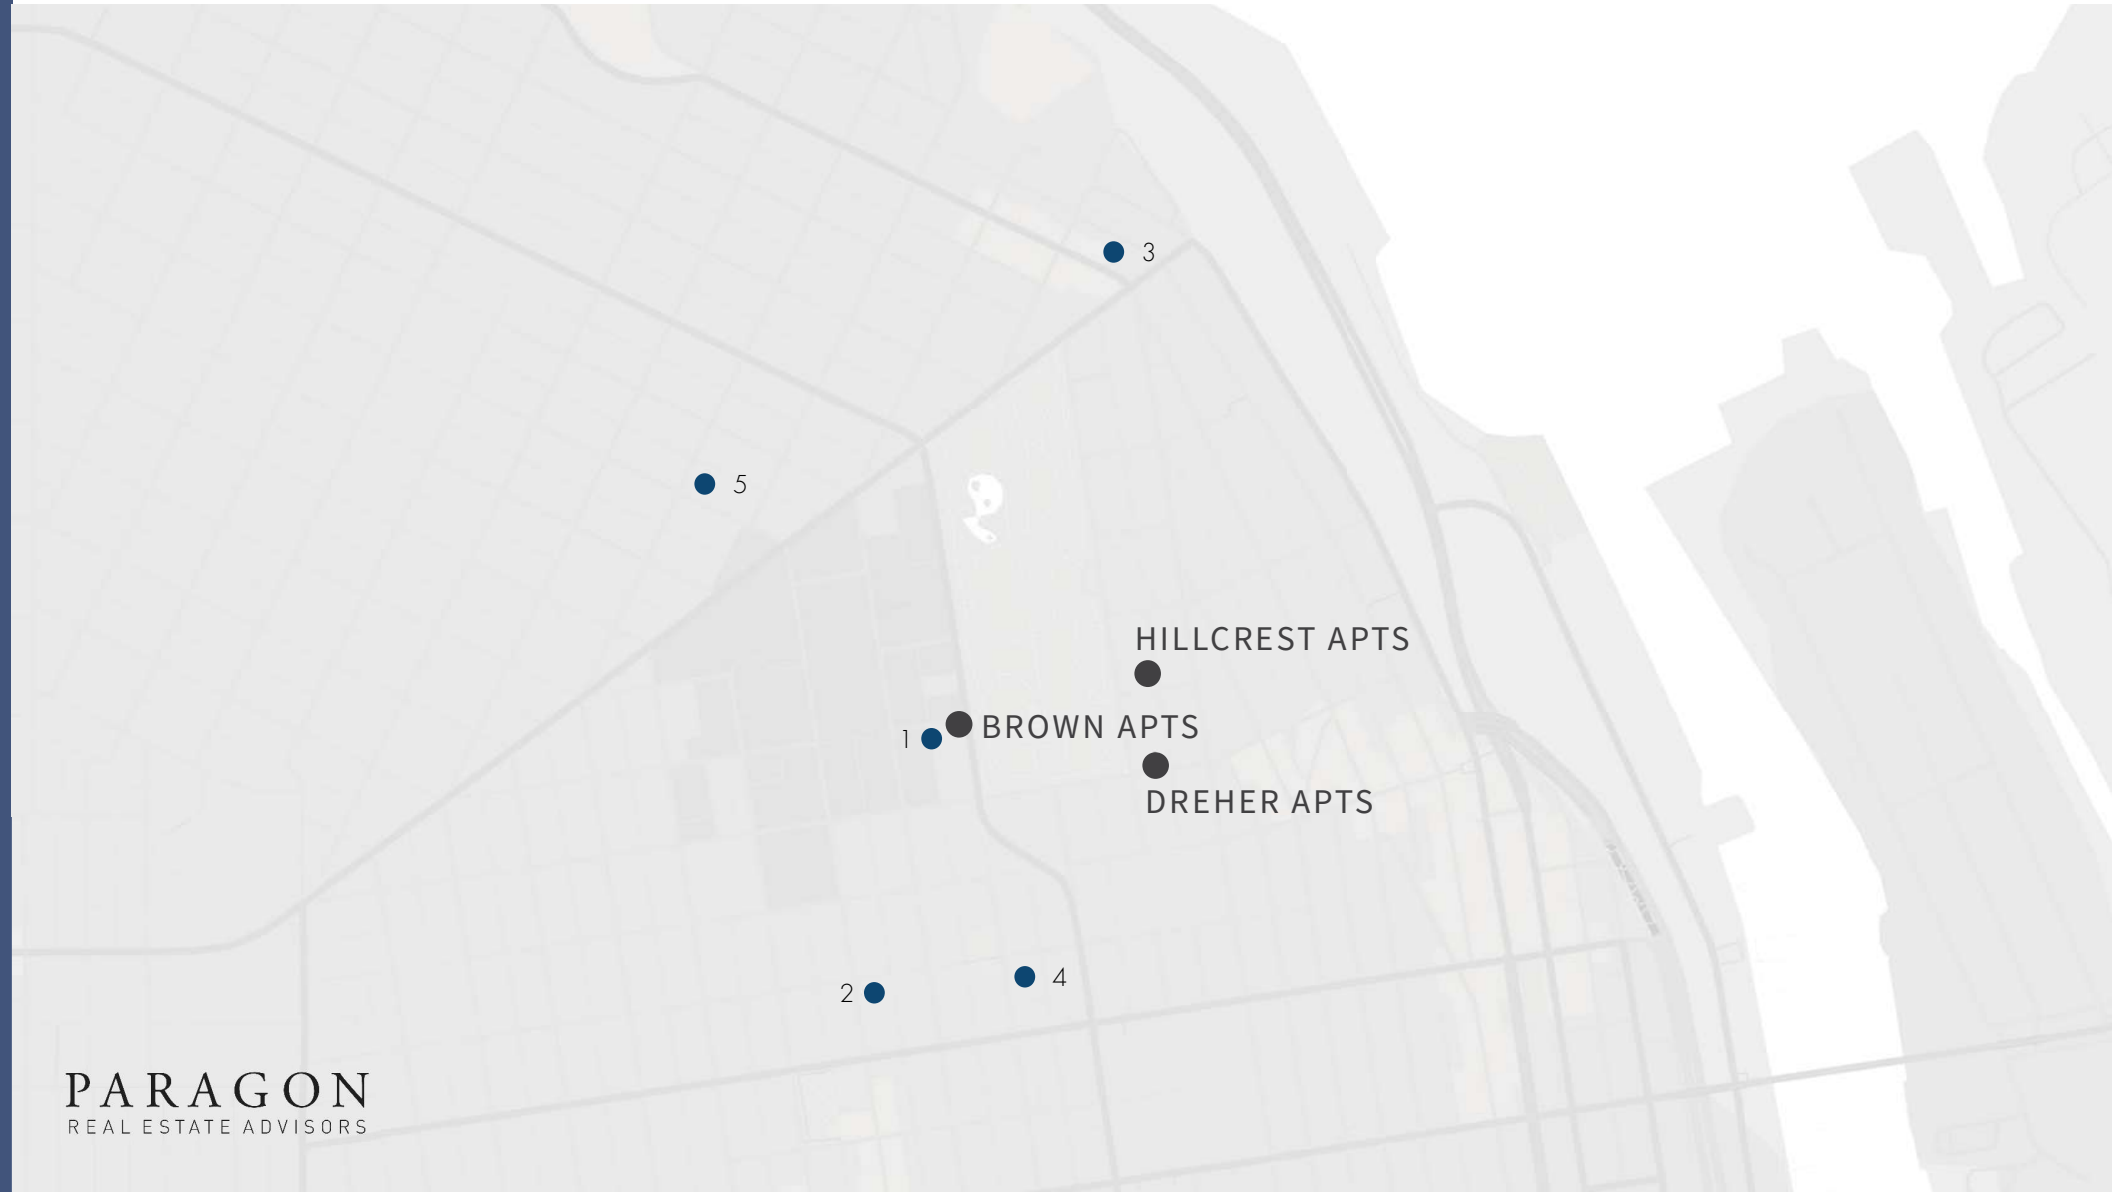 3
5
HILLCREST APTS
BROWN APTS
1
DREHER APTS
4
2
PARAGON
REAL ESTATE ADVISORS